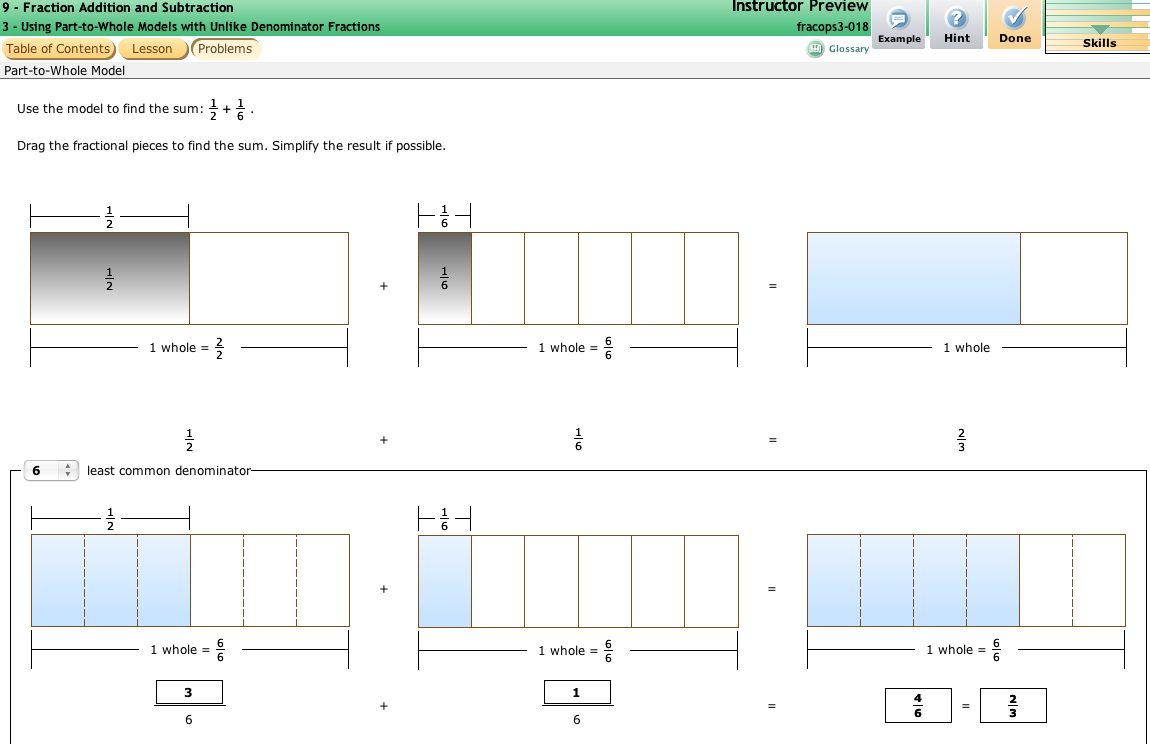 9 - Fraction Addition and Subtraction
Instructor Preview
3 - Using Part-to-Whole Models with Unlike Denominator Fractions
fracops3-018
Example
Hint
Done
Skills
Table of Contents
Lesson
Problems
Glossary
Part-to-Whole Model
Use the model to find the sum: 1/2 + 1/6 .
Drag the fractional pieces to find the sum. Simplify the result if possible.
1/2
1/6
1/2
+
1/6
=
1 whole = 2/2
1 whole = 6/6
1 whole
1/2 + 1/6 = 2/3
6 least common denominator
1/2
1/6
+
=
1 whole = 6/6
1 whole = 6/6
1 whole = 6/6
3/6 + 1/6 = 4/6 = 2/3